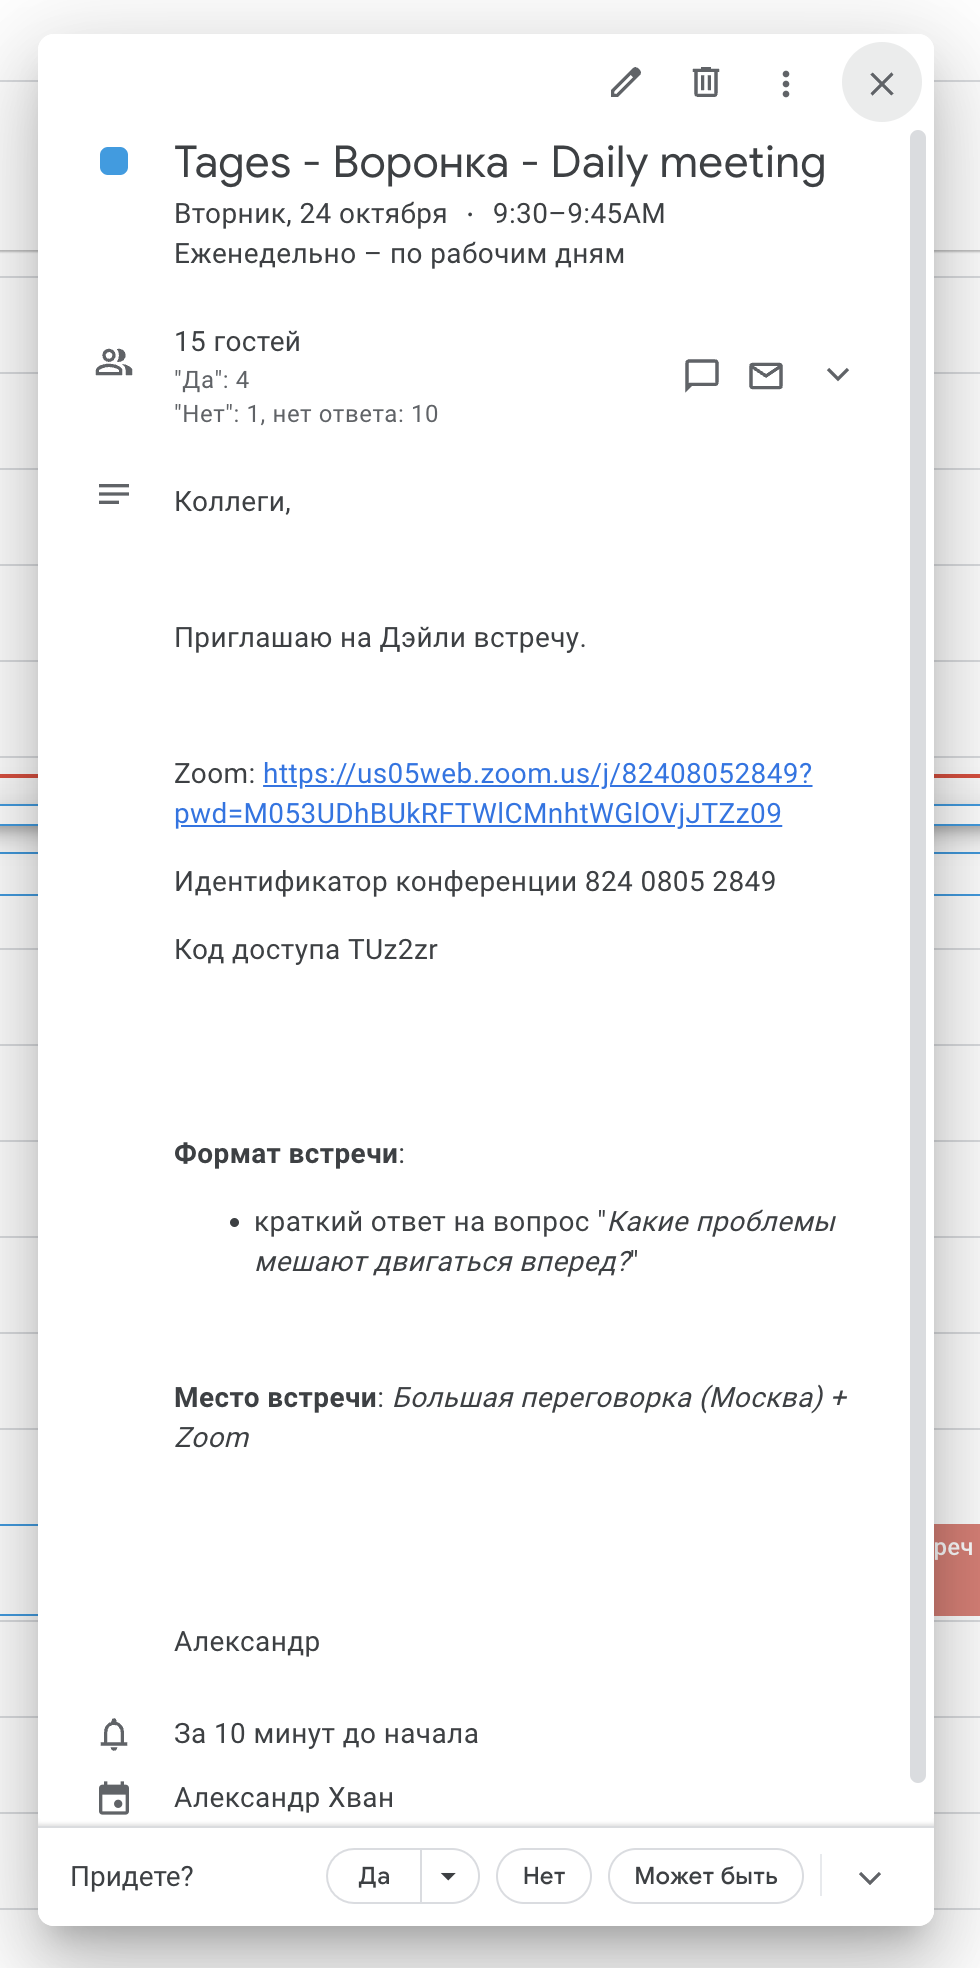 Tages - Воронка - Daily meeting
Вторник, 24 октября · 9:30–9:45AM
Еженедельно – по рабочим дням
15 гостей
"Да": 4
"Нет": 1, нет ответа: 10
Коллеги,
Приглашаю на Дэйли встречу.
Zoom: https://us05web.zoom.us/j/82408052849?
pwd=M053UDhBUkRFTWlCMnhtWGlOVjJTZz09
Идентификатор конференции 824 0805 2849
Код доступа TUz2zr
Формат встречи:
• краткий ответ на вопрос "Какие проблемы
мешают двигаться вперед?"
Место встречи: Большая переговорка (Москва) +
Zoom
реч
Александр
За 10 минут до начала
Александр Хван
Придете? Да Нет Может быть